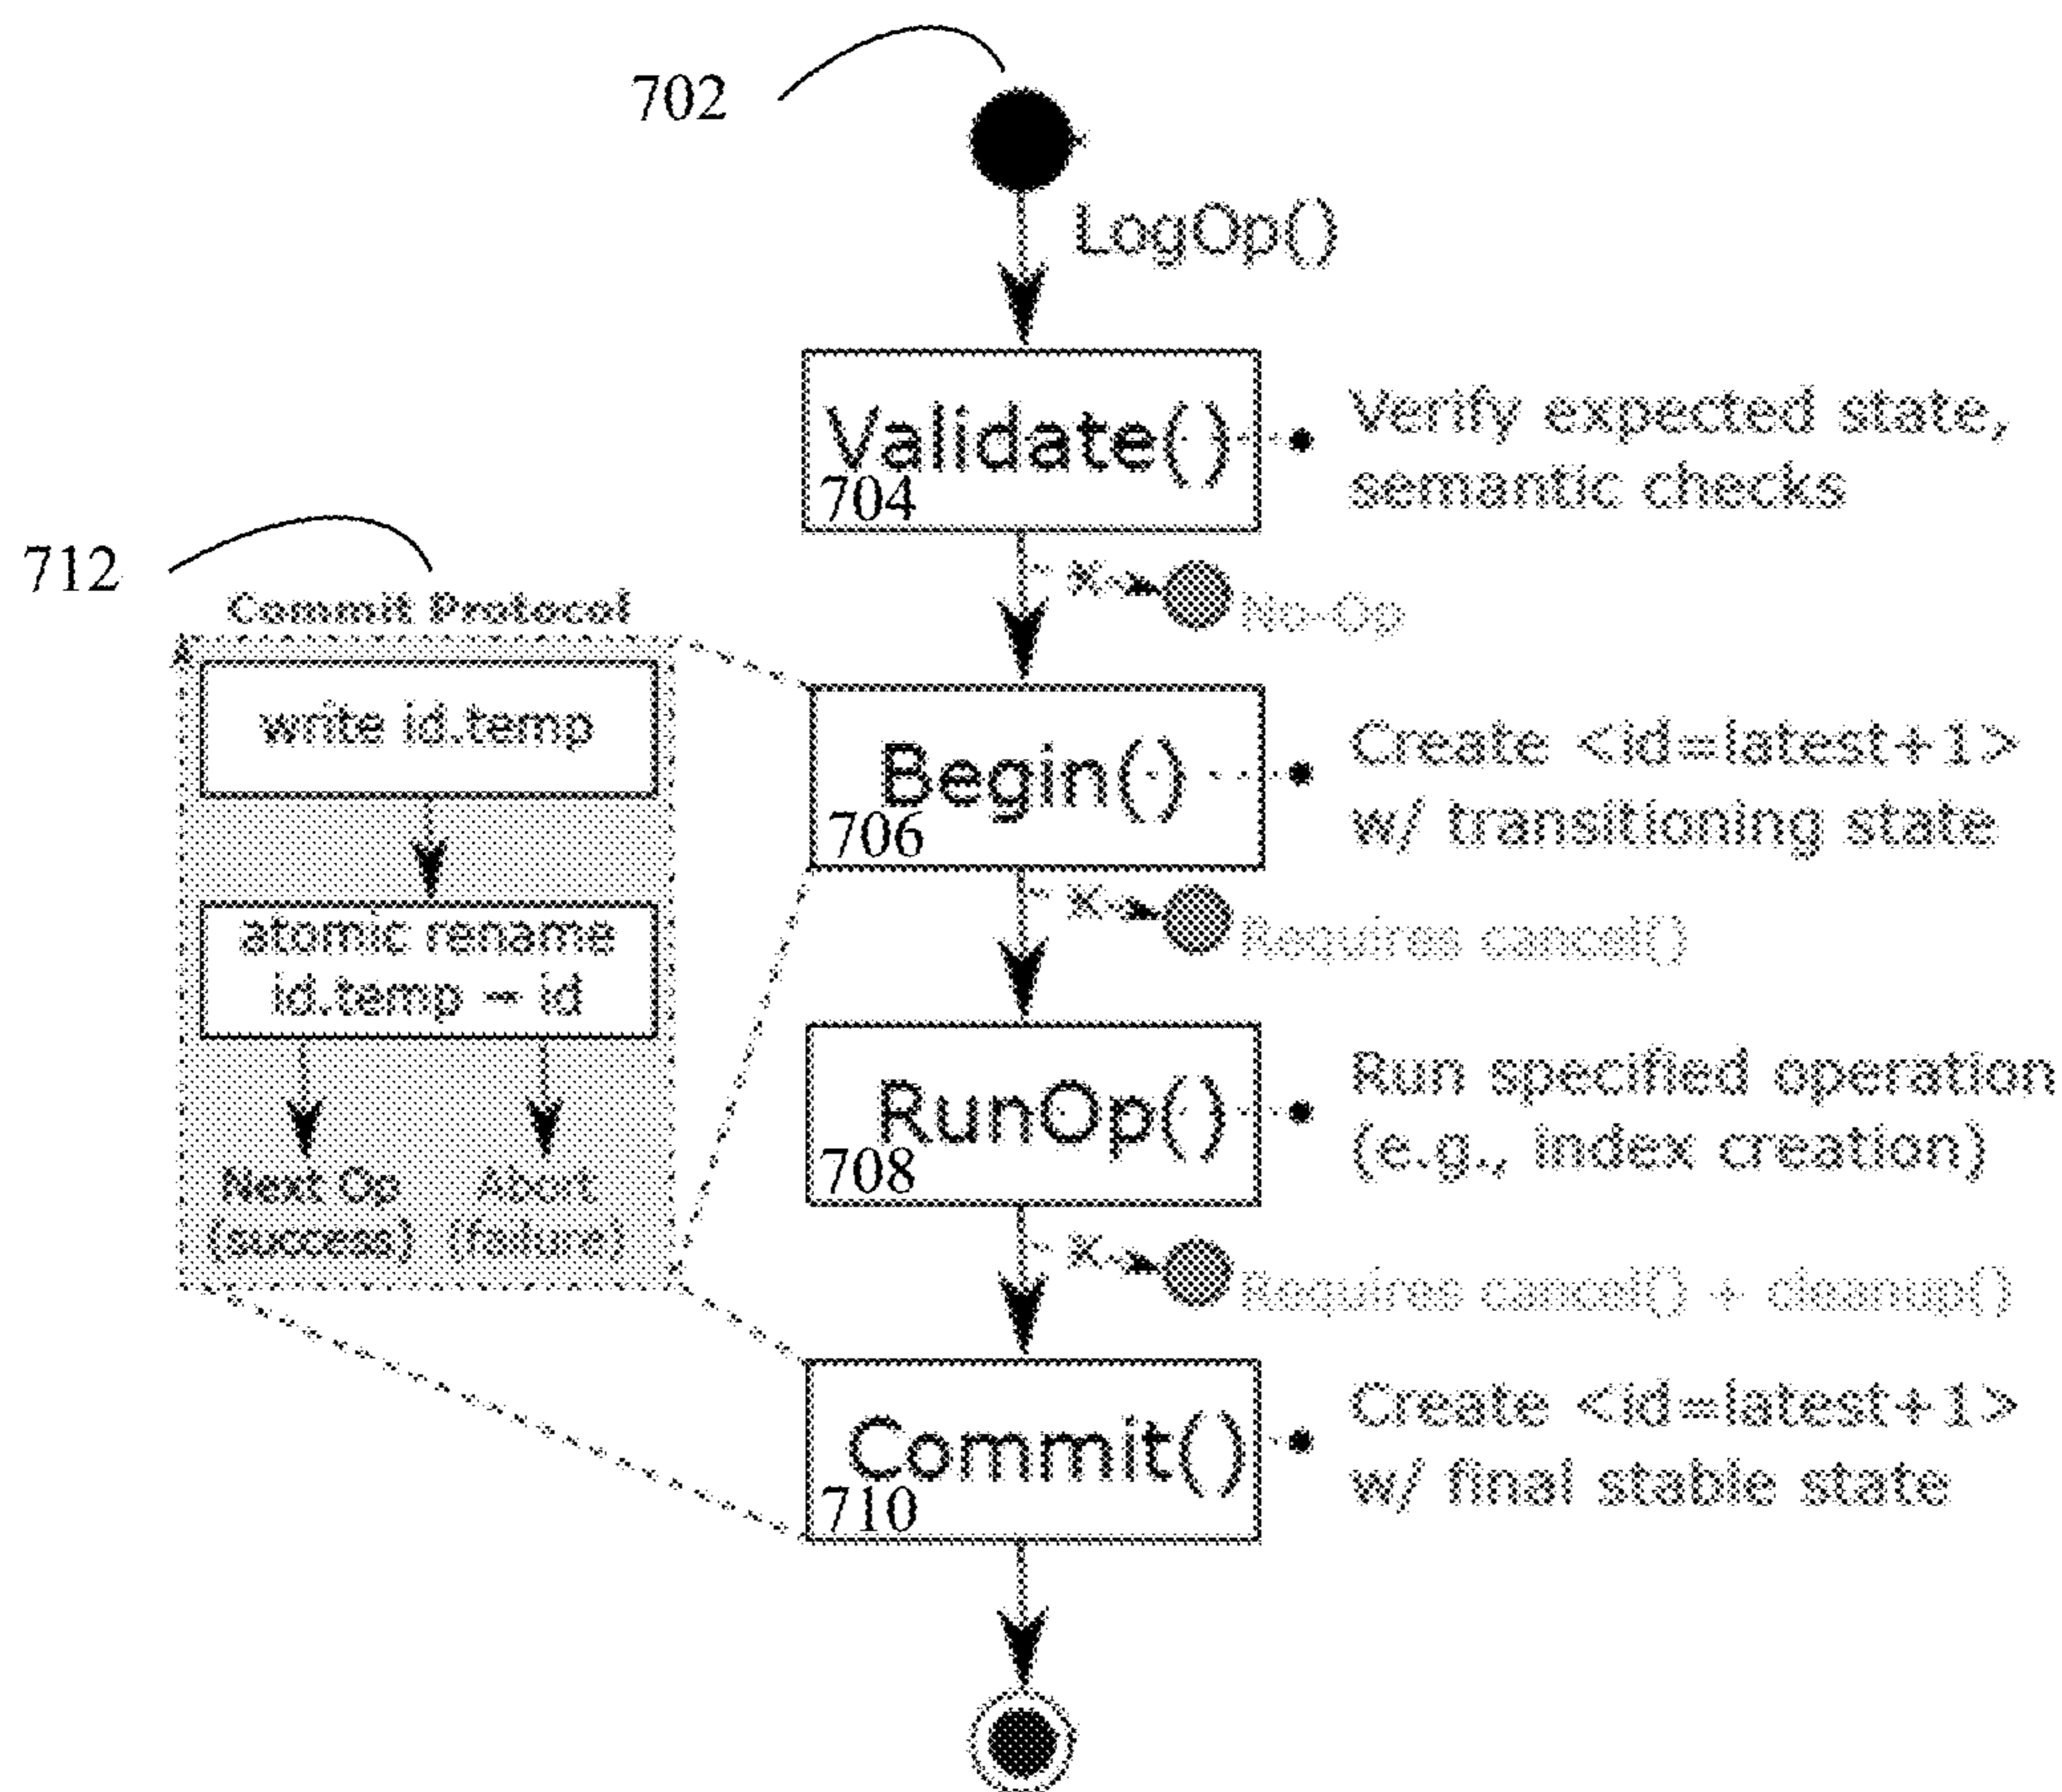 702
LogOp()
Validate()
704
Verify expected state,
semantic checks
No-Op
712
Commit Protocol
write id.temp
atomic rename
id.temp – id
Next Op
(success)
Abort
(failure)
Begin()
706
Create <id=latest+1>
w/ transitioning state
Requires cancel()
RunOp()
708
Run specified operation
(e.g., index creation)
Requires cancel() + cleanup()
Commit()
710
Create <id=latest+1>
w/ final stable state